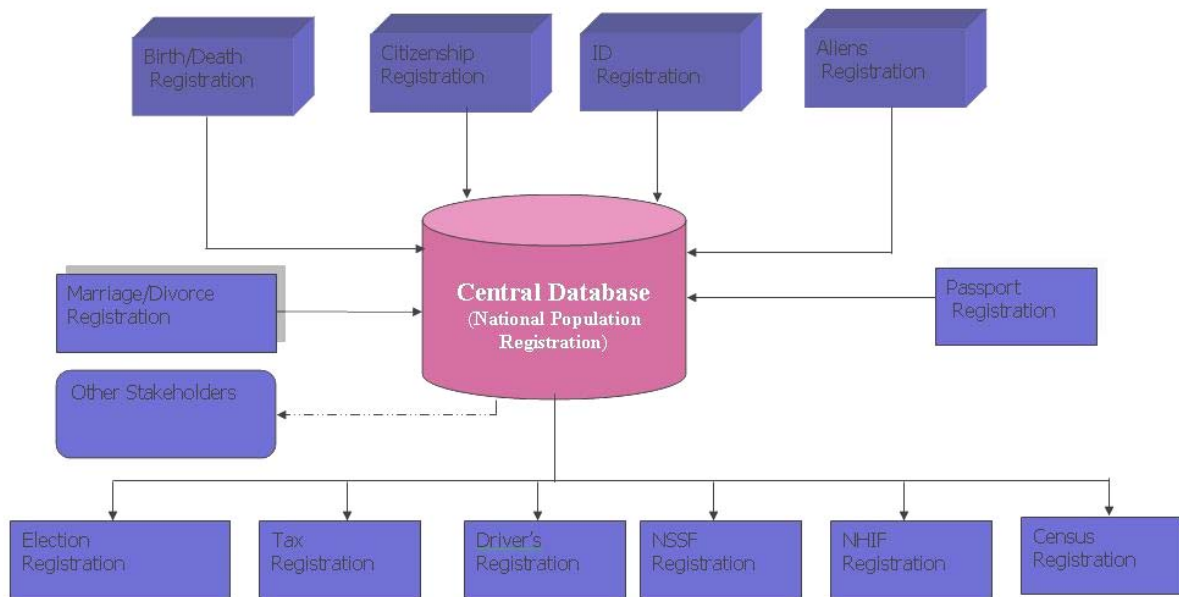 Birth/Death
Registration
Citizenship
Registration
ID
Registration
Aliens
Registration
Central Database
(National Population
Registration)
Marriage/Divorce
Registration
Passport
Registration
Other Stakeholders
Election
Registration
Tax
Registration
Driver's
Registration
NSSF
Registration
NHIF
Registration
Census
Registration